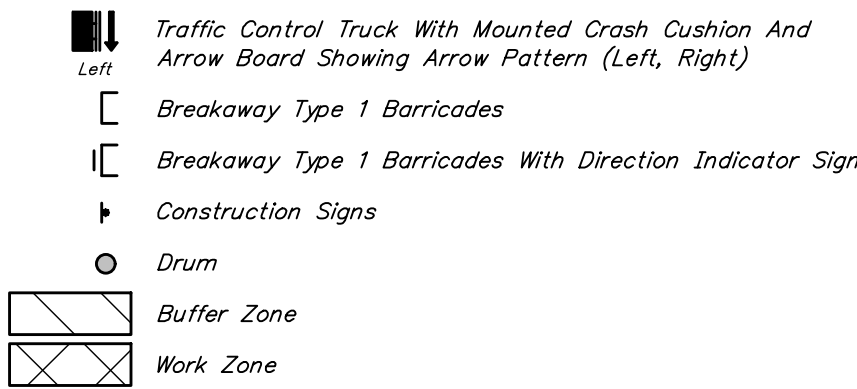 Traffic Control Truck With Mounted Crash Cushion And
Arrow Board Showing Arrow Pattern (Left, Right)
Left
Breakaway Type 1 Barricades
Breakaway Type 1 Barricades With Direction Indicator Sign
Construction Signs
Drum
Buffer Zone
Work Zone